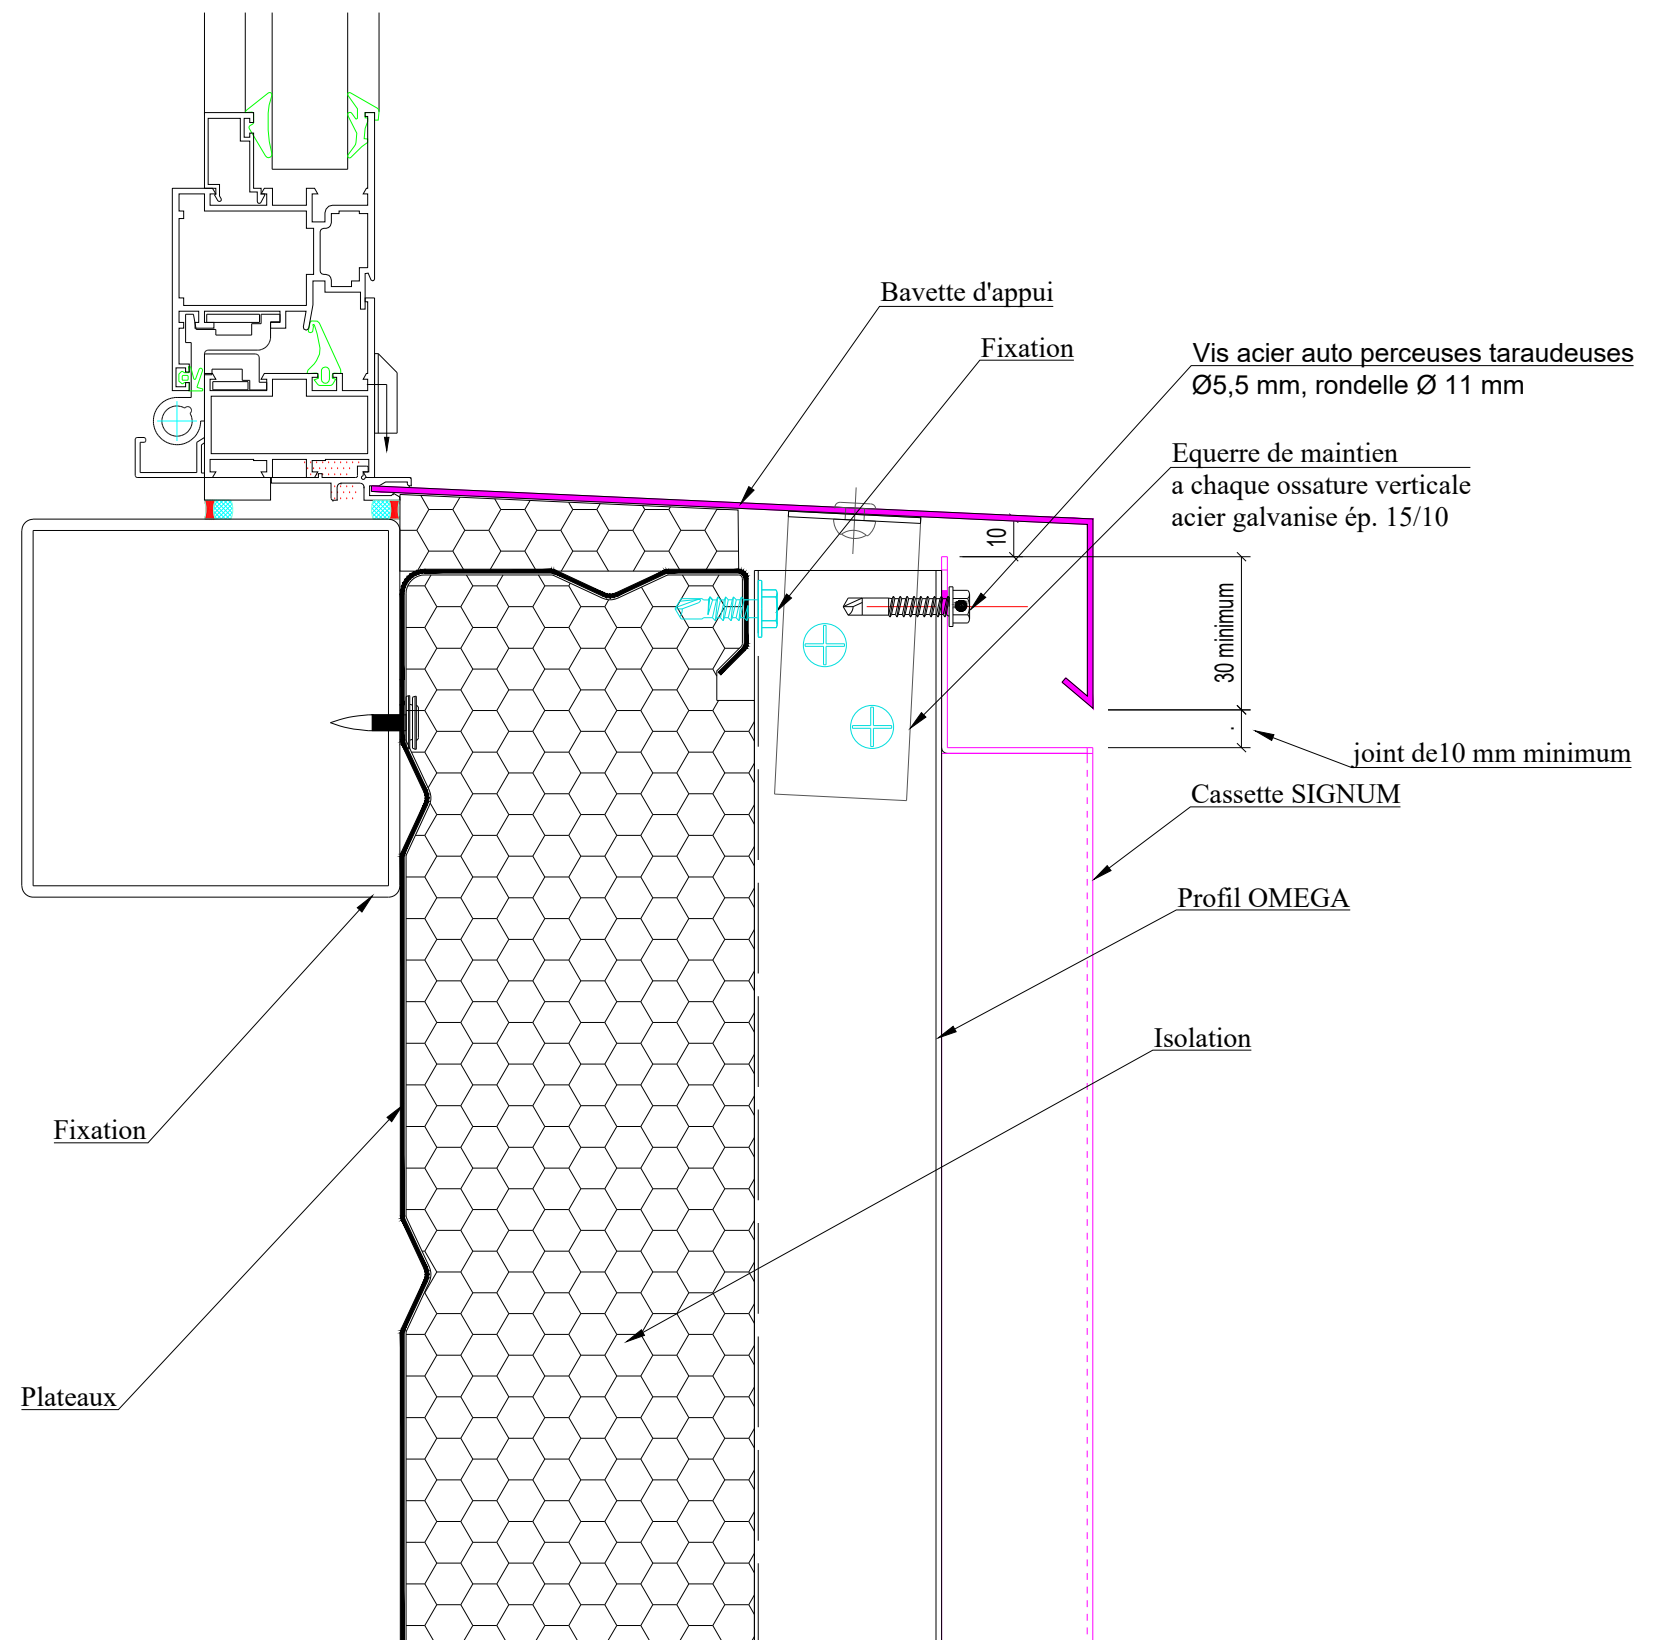 Bavette d'appui
Fixation
Vis acier auto perceuses taraudeuses
Ø5,5 mm, rondelle Ø 11 mm
Equerre de maintien
a chaque ossature verticale
acier galvanise ép. 15/10
10
30 minimum
joint de10 mm minimum
Cassette SIGNUM
Profil OMEGA
Isolation
Fixation
Plateaux